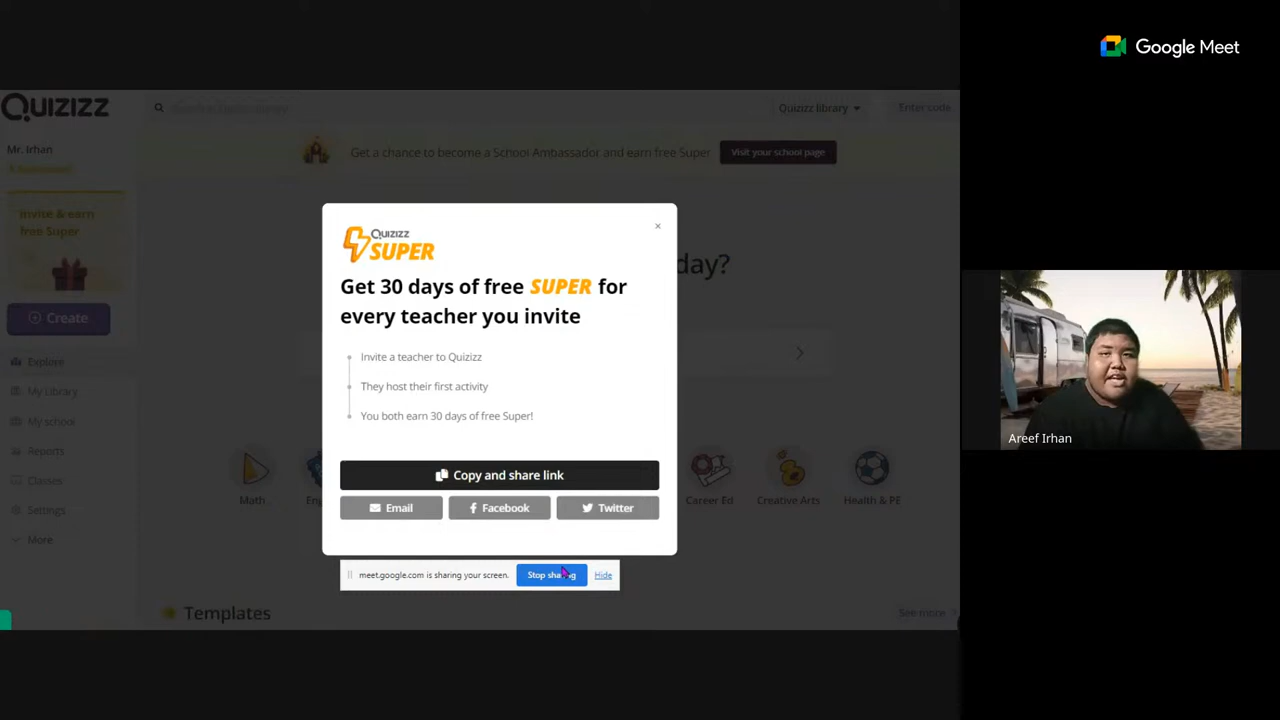 Google Meet
QUIZIZZ
Quizizz library
Enter code
Mr. Irhan
Get a chance to become a School Ambassador and earn free Super
Visit your school page
Invite & earn
free Super
Create
Explore
My Library
My school
Reports
Classes
Settings
More
day?
Quizizz
SUPER
Get 30 days of free SUPER for
every teacher you invite
Invite a teacher to Quizizz
They host their first activity
You both earn 30 days of free Super!
Copy and share link
Email
Facebook
Twitter
Math
Career Ed
Creative Arts
Health & PE
meet.google.com is sharing your screen.
Stop sharing
Hide
Templates
See more
Areef Irhan